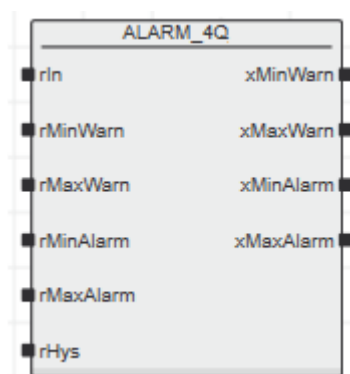 ALARM_4Q
rIn xMinWarn
rMinWarn xMaxWarn
rMaxWarn xMinAlarm
rMinAlarm xMaxAlarm
rMaxAlarm
rHys